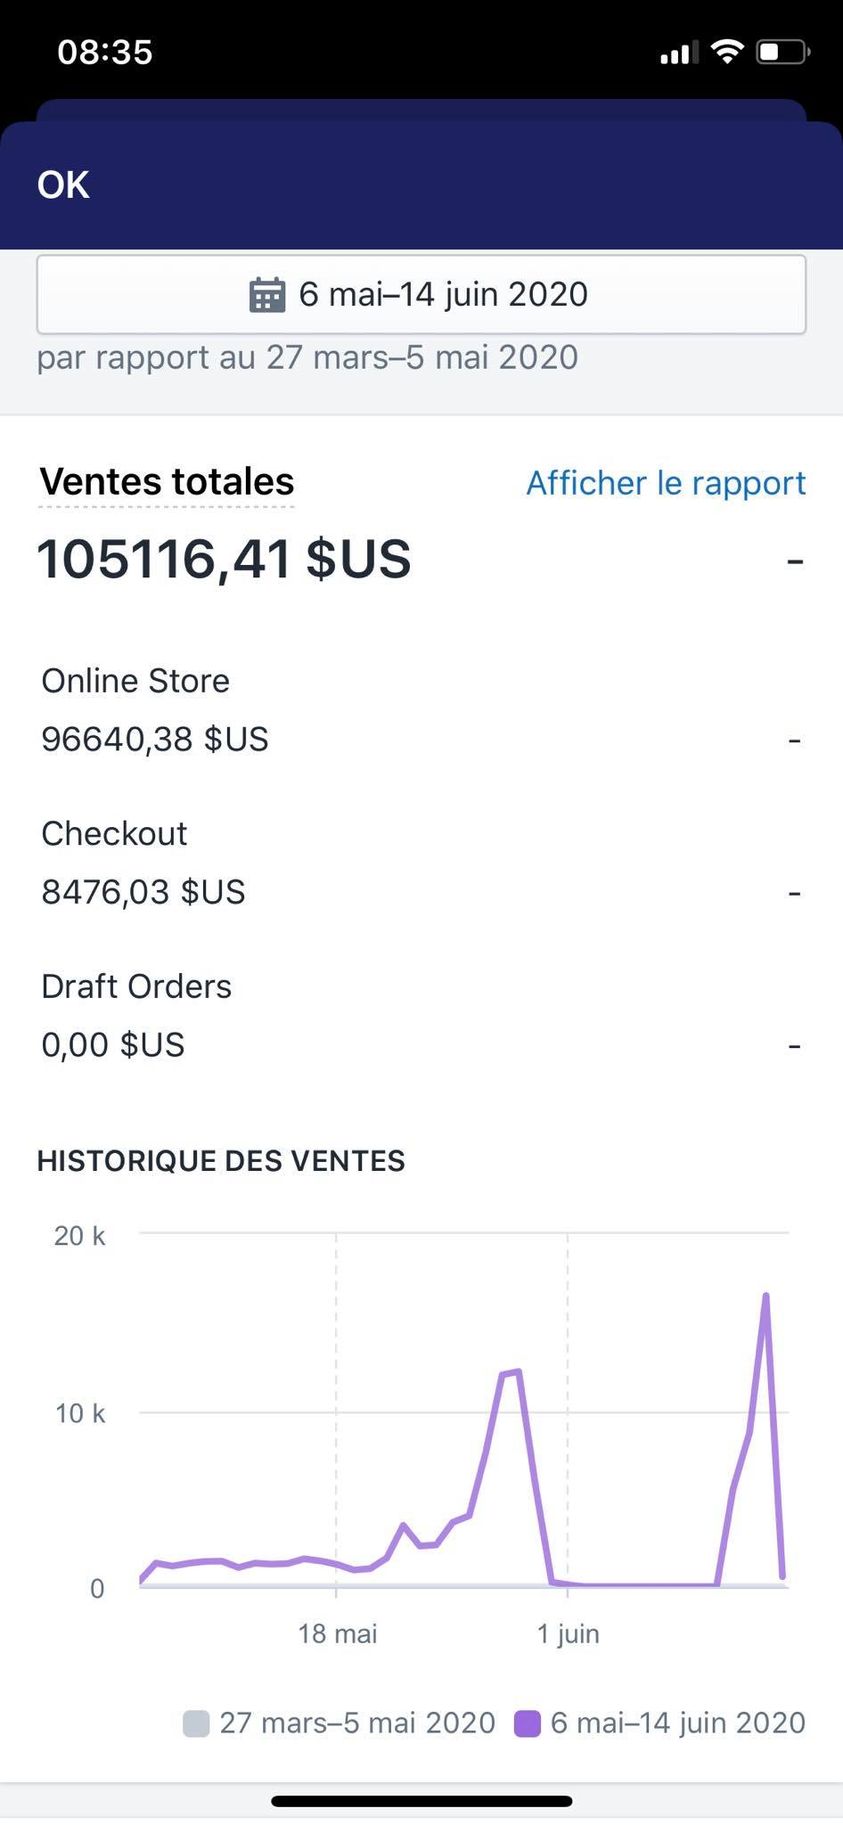 08:35
OK
6 mai–14 juin 2020
par rapport au 27 mars–5 mai 2020
Ventes totales Afficher le rapport
105116,41 $US -
Online Store
96640,38 $US -
Checkout
8476,03 $US -
Draft Orders
0,00 $US -
HISTORIQUE DES VENTES
20 k
10 k
0
18 mai 1 juin
27 mars–5 mai 2020 6 mai–14 juin 2020